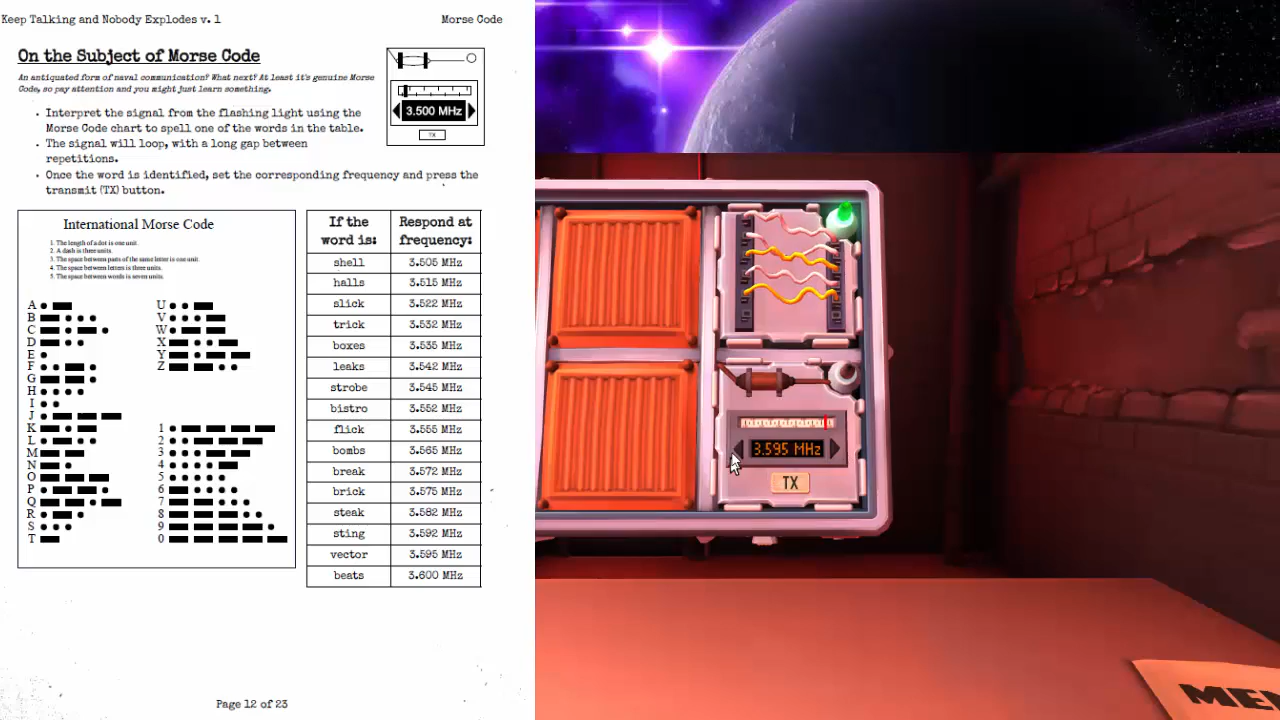 Keep Talking and Nobody Explodes v. 1
Morse Code
On the Subject of Morse Code
An antiquated form of naval communication? What next? At least it's genuine Morse
Code, so pay attention and you might just learn something.
3.500 MHz
TX
• Interpret the signal from the flashing light using the
Morse Code chart to spell one of the words in the table.
• The signal will loop, with a long gap between
repetitions.
• Once the word is identified, set the corresponding frequency and press the
transmit (TX) button.
International Morse Code
1. The length of a dot is one unit.
2. A dash is three units.
3. The space between parts of the same letter is one unit.
4. The space between letters is three units.
5. The space between words is seven units.
A
B
C
D
E
F
G
H
I
J
K
L
M
N
O
P
Q
R
S
T
U
V
W
X
Y
Z
1
2
3
4
5
6
7
8
9
0
If the word is: Respond at frequency:
shell 3.505 MHz
halls 3.515 MHz
slick 3.522 MHz
trick 3.532 MHz
boxes 3.535 MHz
leaks 3.542 MHz
strobe 3.545 MHz
bistro 3.552 MHz
flick 3.555 MHz
bombs 3.565 MHz
break 3.572 MHz
brick 3.575 MHz
steak 3.582 MHz
sting 3.592 MHz
vector 3.595 MHz
beats 3.600 MHz
Page 12 of 23
3.595 MHz
TX